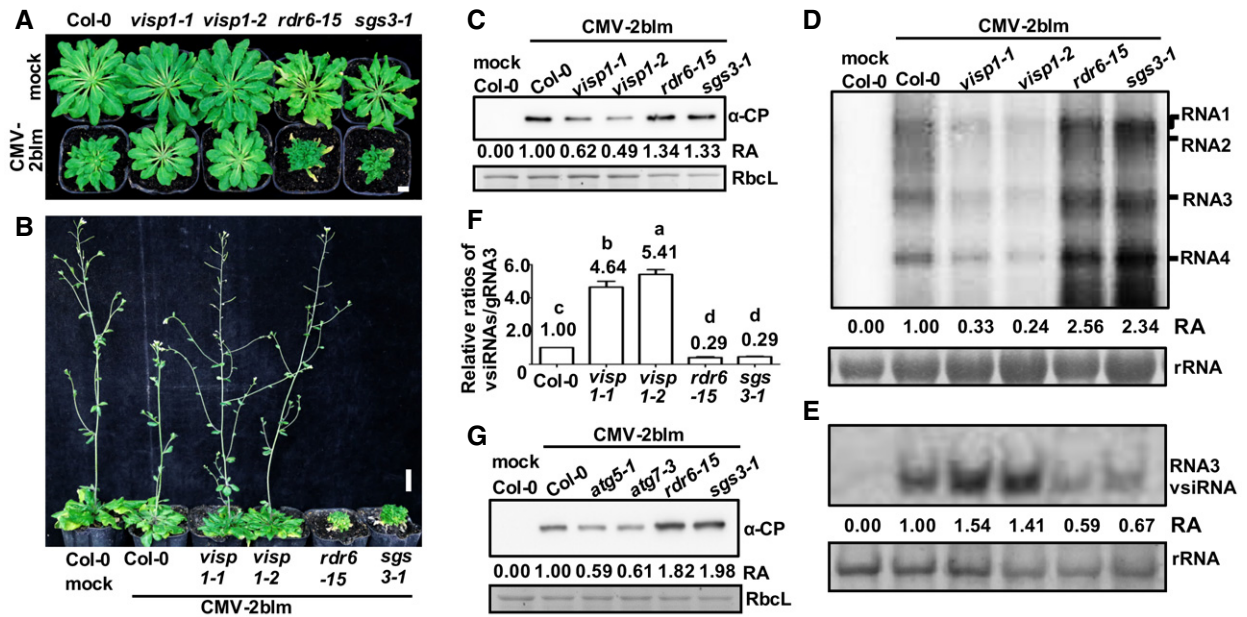 A
Col-0 visp1-1 visp1-2 rdr6-15 sgs3-1
mock
CMV-
2blm
B
Col-0
mock
Col-0
visp
1-1
visp
1-2
rdr6
-15
sgs
3-1
CMV-2blm
C
CMV-2blm
mock
Col-0 Col-0 visp1-1 visp1-2 rdr6-15 sgs3-1
α-CP
0.00 1.00 0.62 0.49 1.34 1.33 RA
RbcL
F
Relative ratios of
vsiRNAs/gRNA3
6.0
4.0
2.0
0
c
1.00
b
4.64
a
5.41
d
0.29
d
0.29
Col-0
visp
1-1
visp
1-2
rdr6
-15
sgs
3-1
G
CMV-2blm
mock
Col-0 Col-0 atg5-1 atg7-3 rdr6-15 sgs3-1
α-CP
0.00 1.00 0.59 0.61 1.82 1.98 RA
RbcL
D
CMV-2blm
mock
Col-0 Col-0 visp1-1 visp1-2 rdr6-15 sgs3-1
RNA1
RNA2
RNA3
RNA4
0.00 1.00 0.33 0.24 2.56 2.34 RA
rRNA
E
RNA3
vsiRNA
0.00 1.00 1.54 1.41 0.59 0.67 RA
rRNA